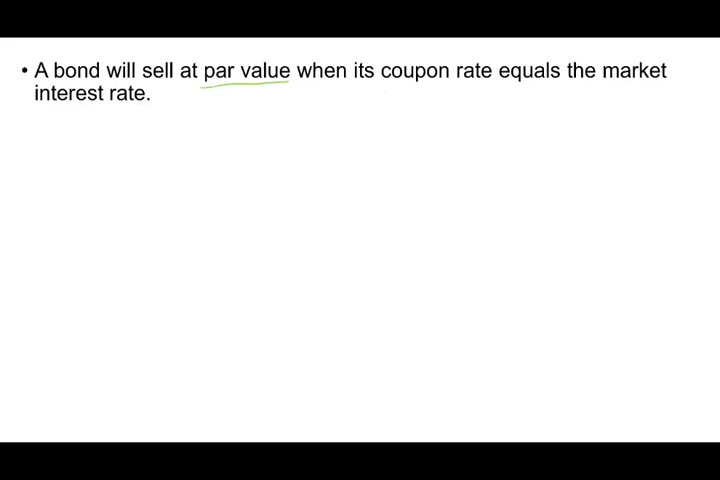 • A bond will sell at par value when its coupon rate equals the market
interest rate.